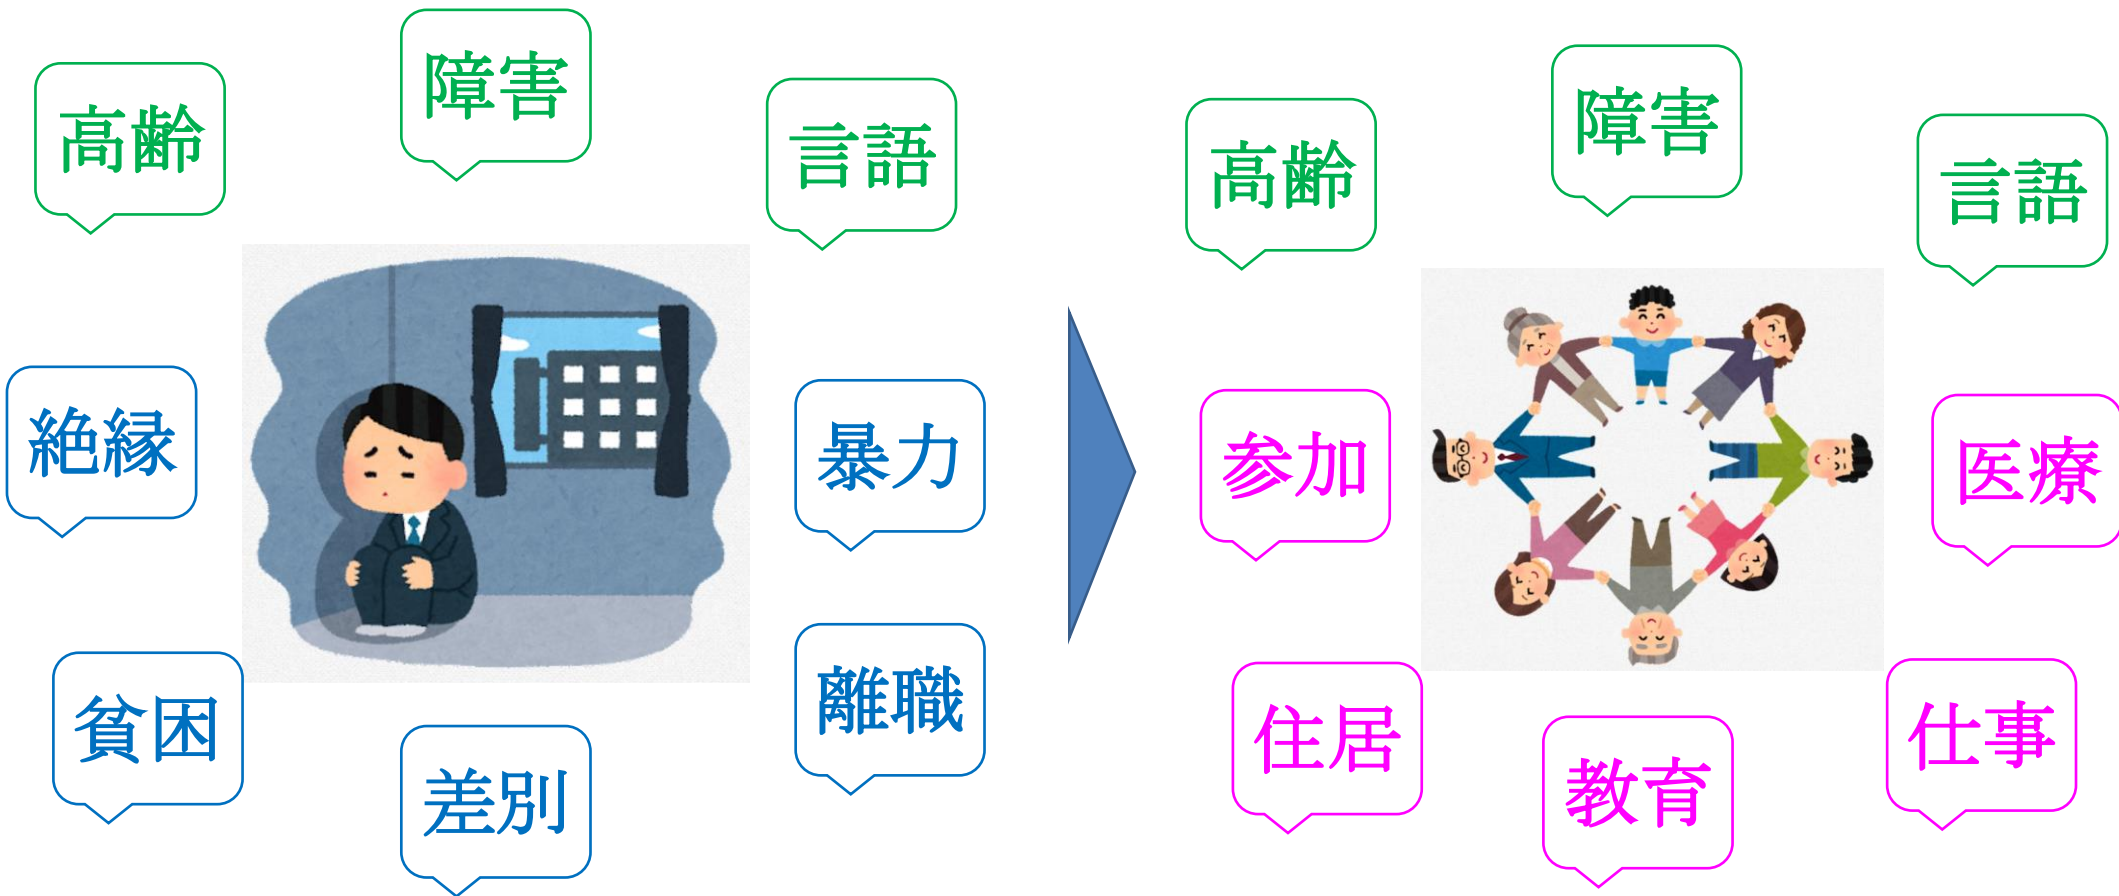 高齢
障害
言語
絶縁
暴力
貧困
差別
離職
高齢
障害
言語
参加
医療
住居
教育
仕事